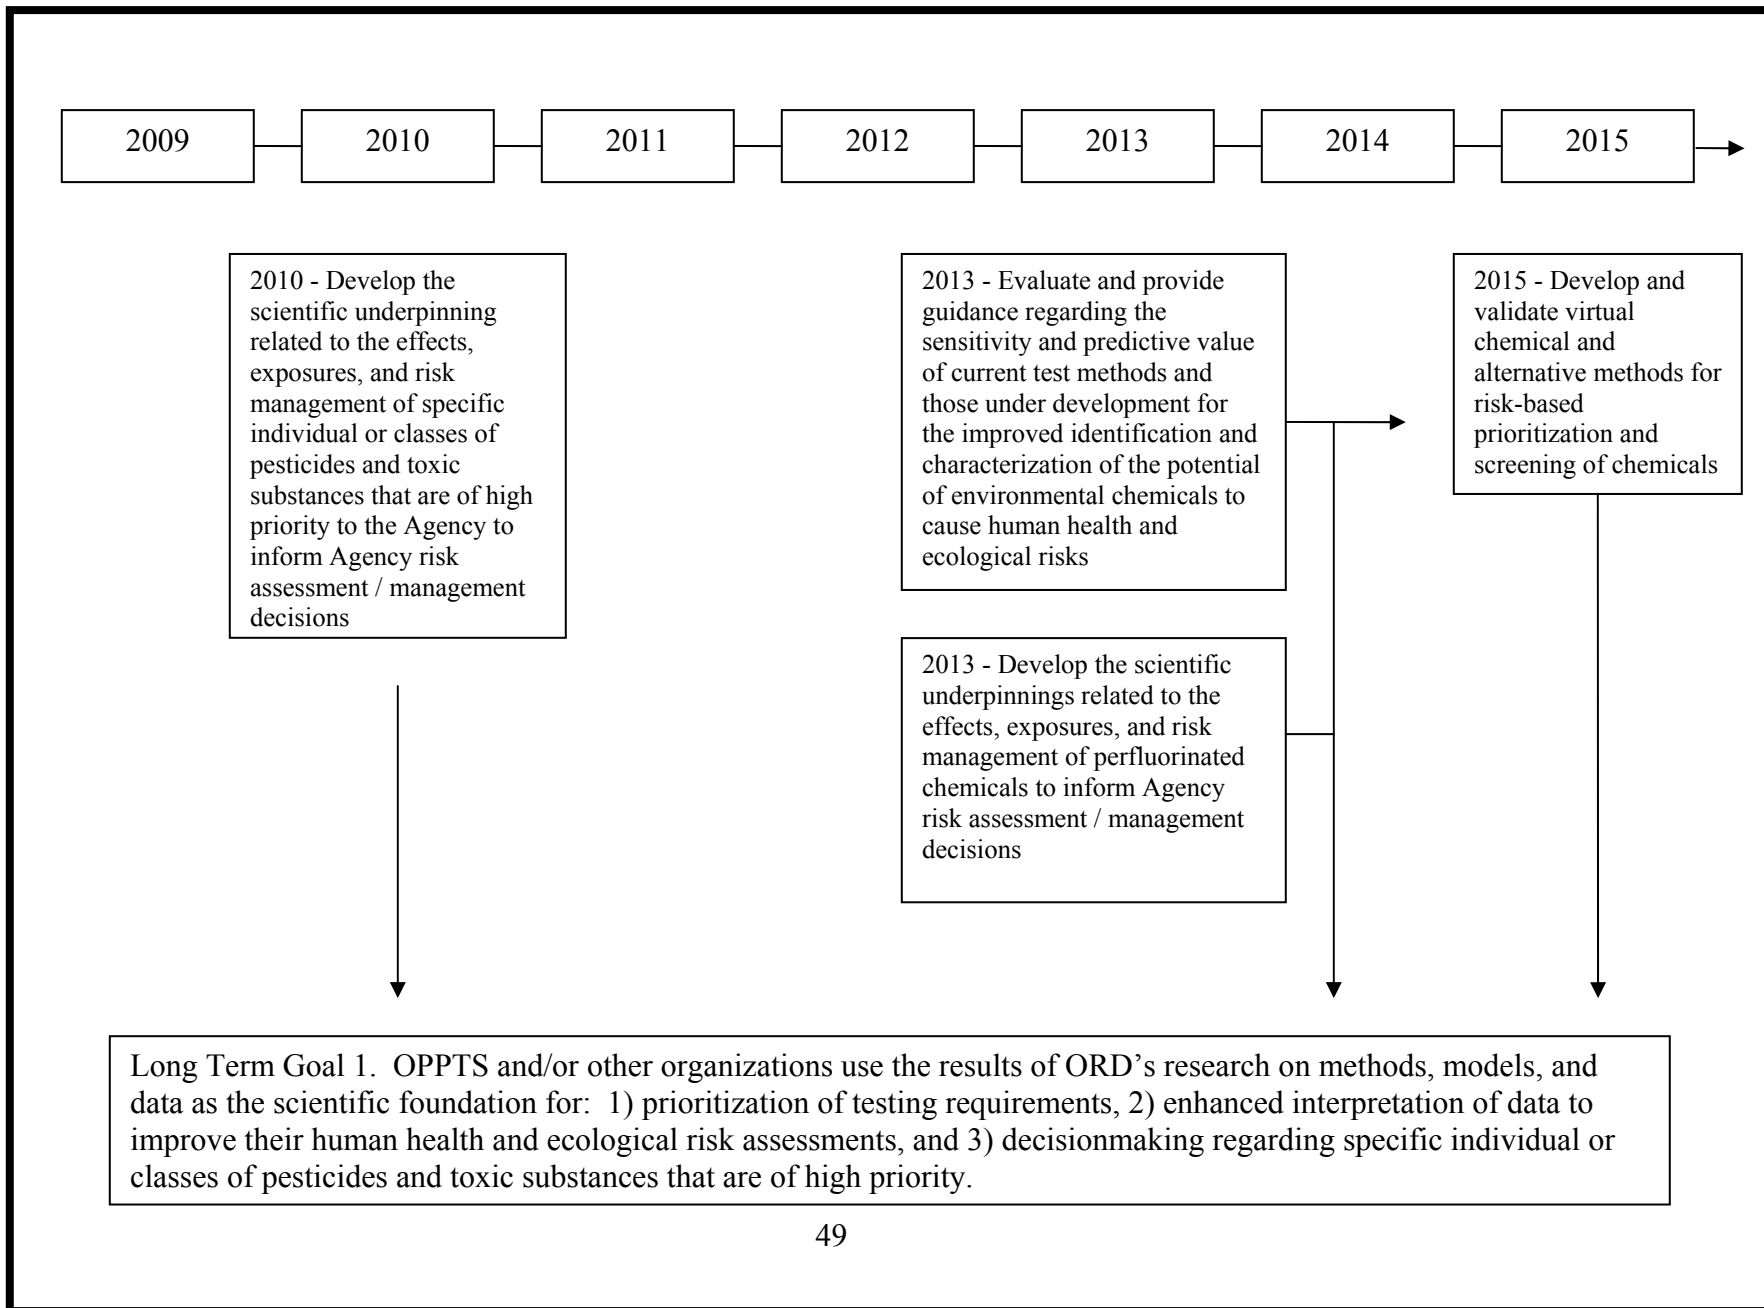 2009
2010
2011
2012
2013
2014
2015
2010 - Develop the
scientific underpinning
related to the effects,
exposures, and risk
management of specific
individual or classes of
pesticides and toxic
substances that are of high
priority to the Agency to
inform Agency risk
assessment / management
decisions
2013 - Evaluate and provide
guidance regarding the
sensitivity and predictive value
of current test methods and
those under development for
the improved identification and
characterization of the potential
of environmental chemicals to
cause human health and
ecological risks
2013 - Develop the scientific
underpinnings related to the
effects, exposures, and risk
management of perfluorinated
chemicals to inform Agency
risk assessment / management
decisions
2015 - Develop and
validate virtual
chemical and
alternative methods for
risk-based
prioritization and
screening of chemicals
Long Term Goal 1.  OPPTS and/or other organizations use the results of ORD’s research on methods, models, and
data as the scientific foundation for:  1) prioritization of testing requirements, 2) enhanced interpretation of data to
improve their human health and ecological risk assessments, and 3) decisionmaking regarding specific individual or
classes of pesticides and toxic substances that are of high priority.
49